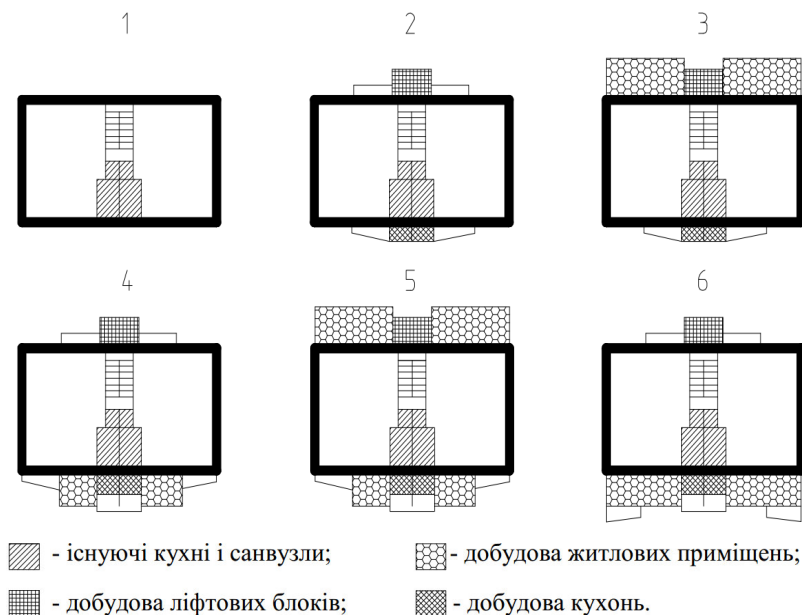 1 2 3
4 5 6
- існуючі кухні і санвузли; - добудова житлових приміщень;
- добудова ліфтових блоків; - добудова кухонь.